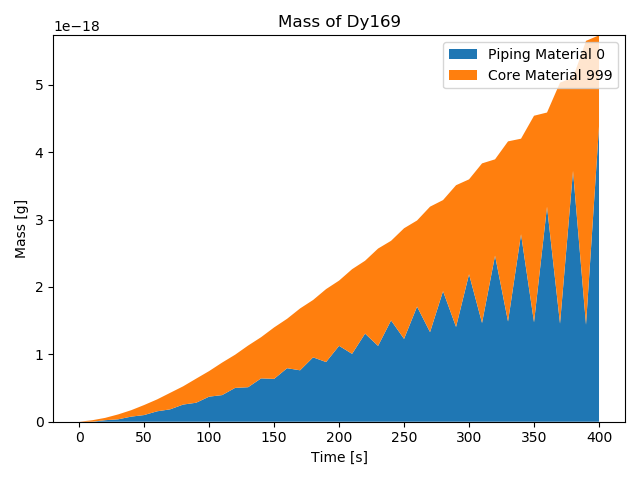 Mass of Dy169
1e−18
Piping Material 0
Core Material 999
Mass [g]
5
4
3
2
1
0
0 50 100 150 200 250 300 350 400
Time [s]